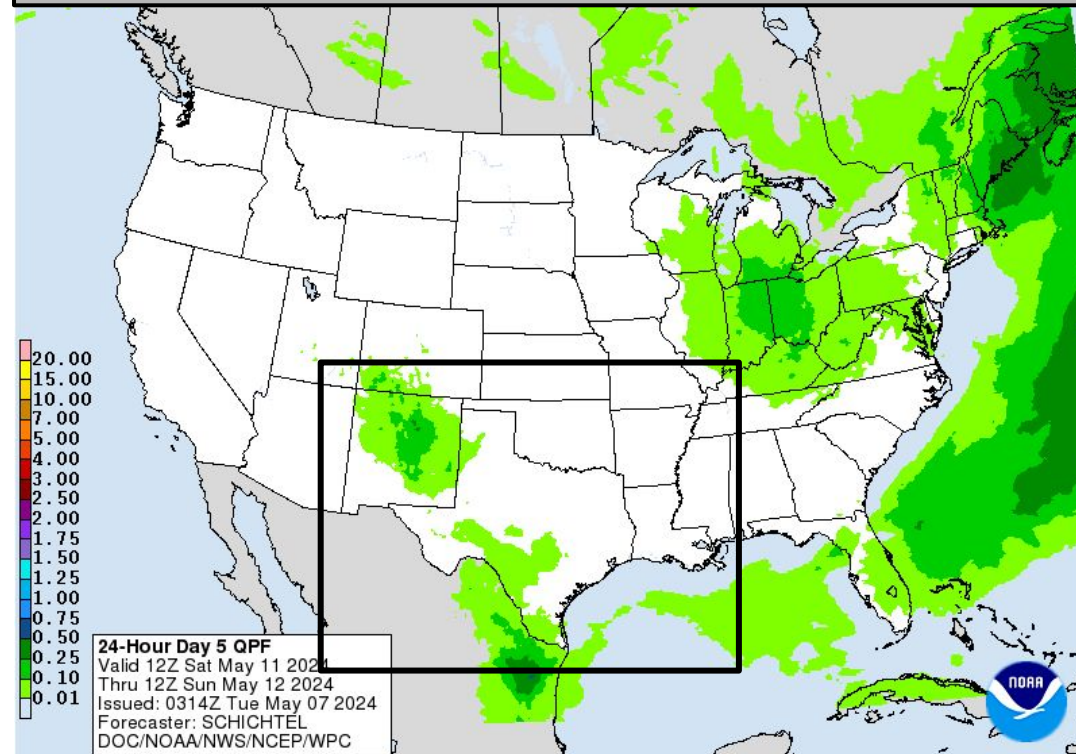 20.00
15.00
10.00
7.00
5.00
4.00
3.00
2.50
2.00
1.75
1.50
1.25
1.00
0.75
0.50
0.25
0.10
0.01
24-Hour Day 5 QPF
Valid 12Z Sat May 11 2024
Thru 12Z Sun May 12 2024
Issued: 0314Z Tue May 07 2024
Forecaster: SCHICHTEL
DOC/NOAA/NWS/NCEP/WPC
NOAA